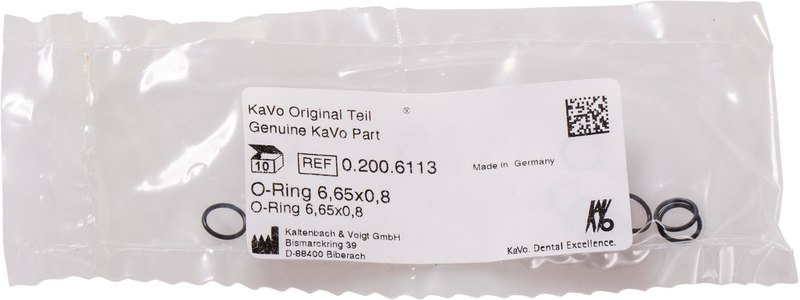 KaVo Original Teil ®
Genuine KaVo Part
10 REF 0.200.6113
Made in Germany
O-Ring 6,65x0,8
O-Ring 6,65x0,8
Kaltenbach & Voigt GmbH
Bismarckring 39
D-88400 Biberach
KAVO
KaVo. Dental Excellence.